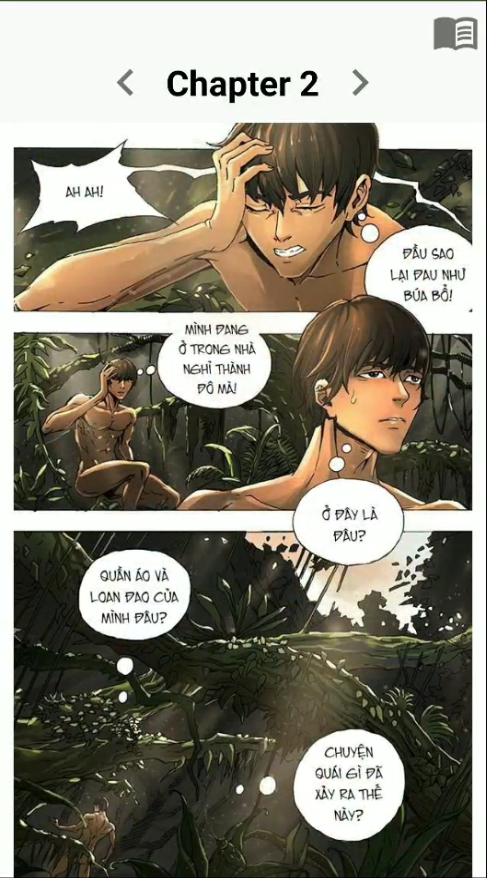 Chapter 2
AH AH!
ĐẦU SAO
LẠI ĐAU NHƯ
BÚA BỔ!
MÌNH ĐANG
Ở TRONG NHÀ
NGHỈ THÀNH
ĐÔ MÀ!
Ở ĐÂY LÀ
ĐÂU?
QUẦN ÁO VÀ
LOAN ĐAO CỦA
MÌNH ĐÂU?
CHUYỆN
QUÁI GÌ ĐÃ
XẢY RA THẾ
NÀY?